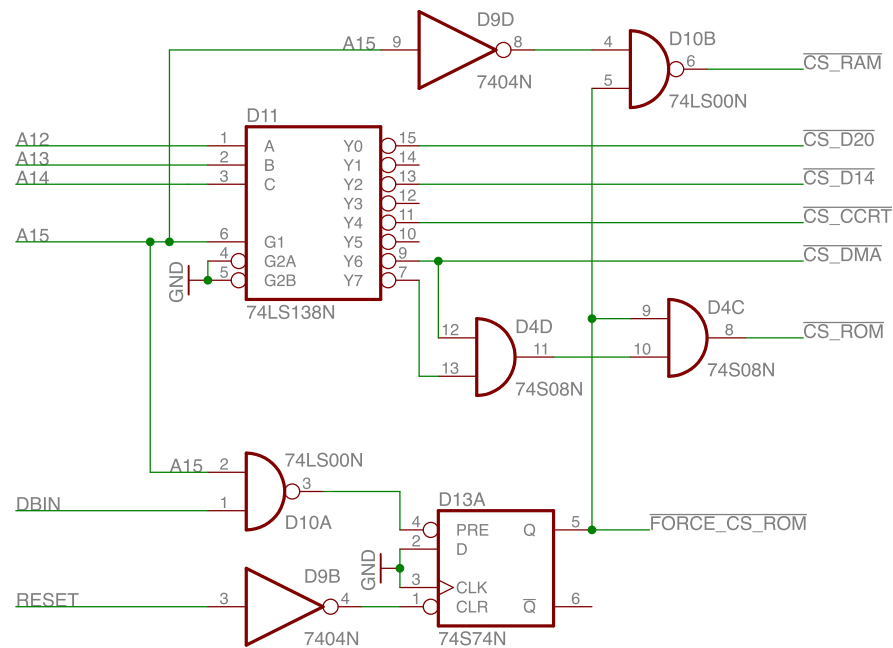 D9D
A15 9 8 4 D10B
6 CS_RAM
7404N 5
74LS00N
D11
A12 1 A Y0 15 CS_D20
A13 2 B Y1 14
A14 3 C Y2 13 CS_D14
Y3 12
Y4 11 CS_CCRT
A15 6 G1 Y5 10
4 G2A Y6 9 CS_DMA
GND 5 G2B Y7 7
74LS138N
D4C
9
D4D 8 CS_ROM
12
11 10
13 74S08N
74S08N
74LS00N
A15 2
3
DBIN 1
D10A
D13A
4 PRE Q 5 FORCE_CS_ROM
2 D
GND
3 CLK
D9B
RESET 3 4 1 CLR Q 6
7404N 74S74N